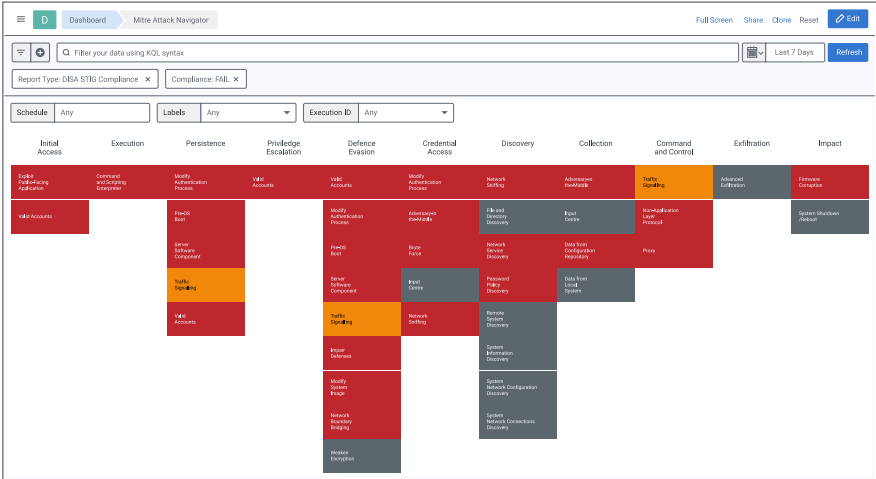 D
Dashboard
Mitre Attack Navigator
Full Screen
Share
Clone
Reset
Edit
Filter your data using KQL syntax
Last 7 Days
Refresh
Report Type: DISA STIG Compliance ×
Compliance: FAIL ×
Schedule
Any
Labels
Any
Execution ID
Any
Initial
Access
Execution
Persistence
Priviledge
Escalation
Defence
Evasion
Credential
Access
Discovery
Collection
Command
and Control
Exfiltration
Impact
Exploit
Public-Facing
Application
Command
and Scripting
Enterpreter
Modify
Authentication
Process
Valid
Accounts
Valid
Accounts
Modify
Authentication
Process
Network
Sniffing
Adversary-in
the-Middle
Traffic
Signalling
Advanced
Exfiltration
Firmware
Corruption
Valid Accounts
Pre-OS
Boot
Modify
Authentication
Process
Adversary-in
the-Middle
File and
Directory
Discovery
Input
Centre
Non-Application
Layer
Protocol
System Shutdown
/Reboot
Server
Software
Component
Pre-OS
Boot
Brute
Force
Network
Service
Discovery
Data from
Configuration
Repository
Proxy
Traffic
Signalling
Server
Software
Component
Input
Centre
Password
Policy
Discovery
Data from
Local
System
Valid
Accounts
Traffic
Signalling
Network
Sniffing
Remote
System
Discovery
Impair
Defenses
System
Information
Discovery
Modify
System
Image
System
Network Configuration
Discovery
Network
Boundary
Bridging
System
Network Connections
Discovery
Weaken
Encryption